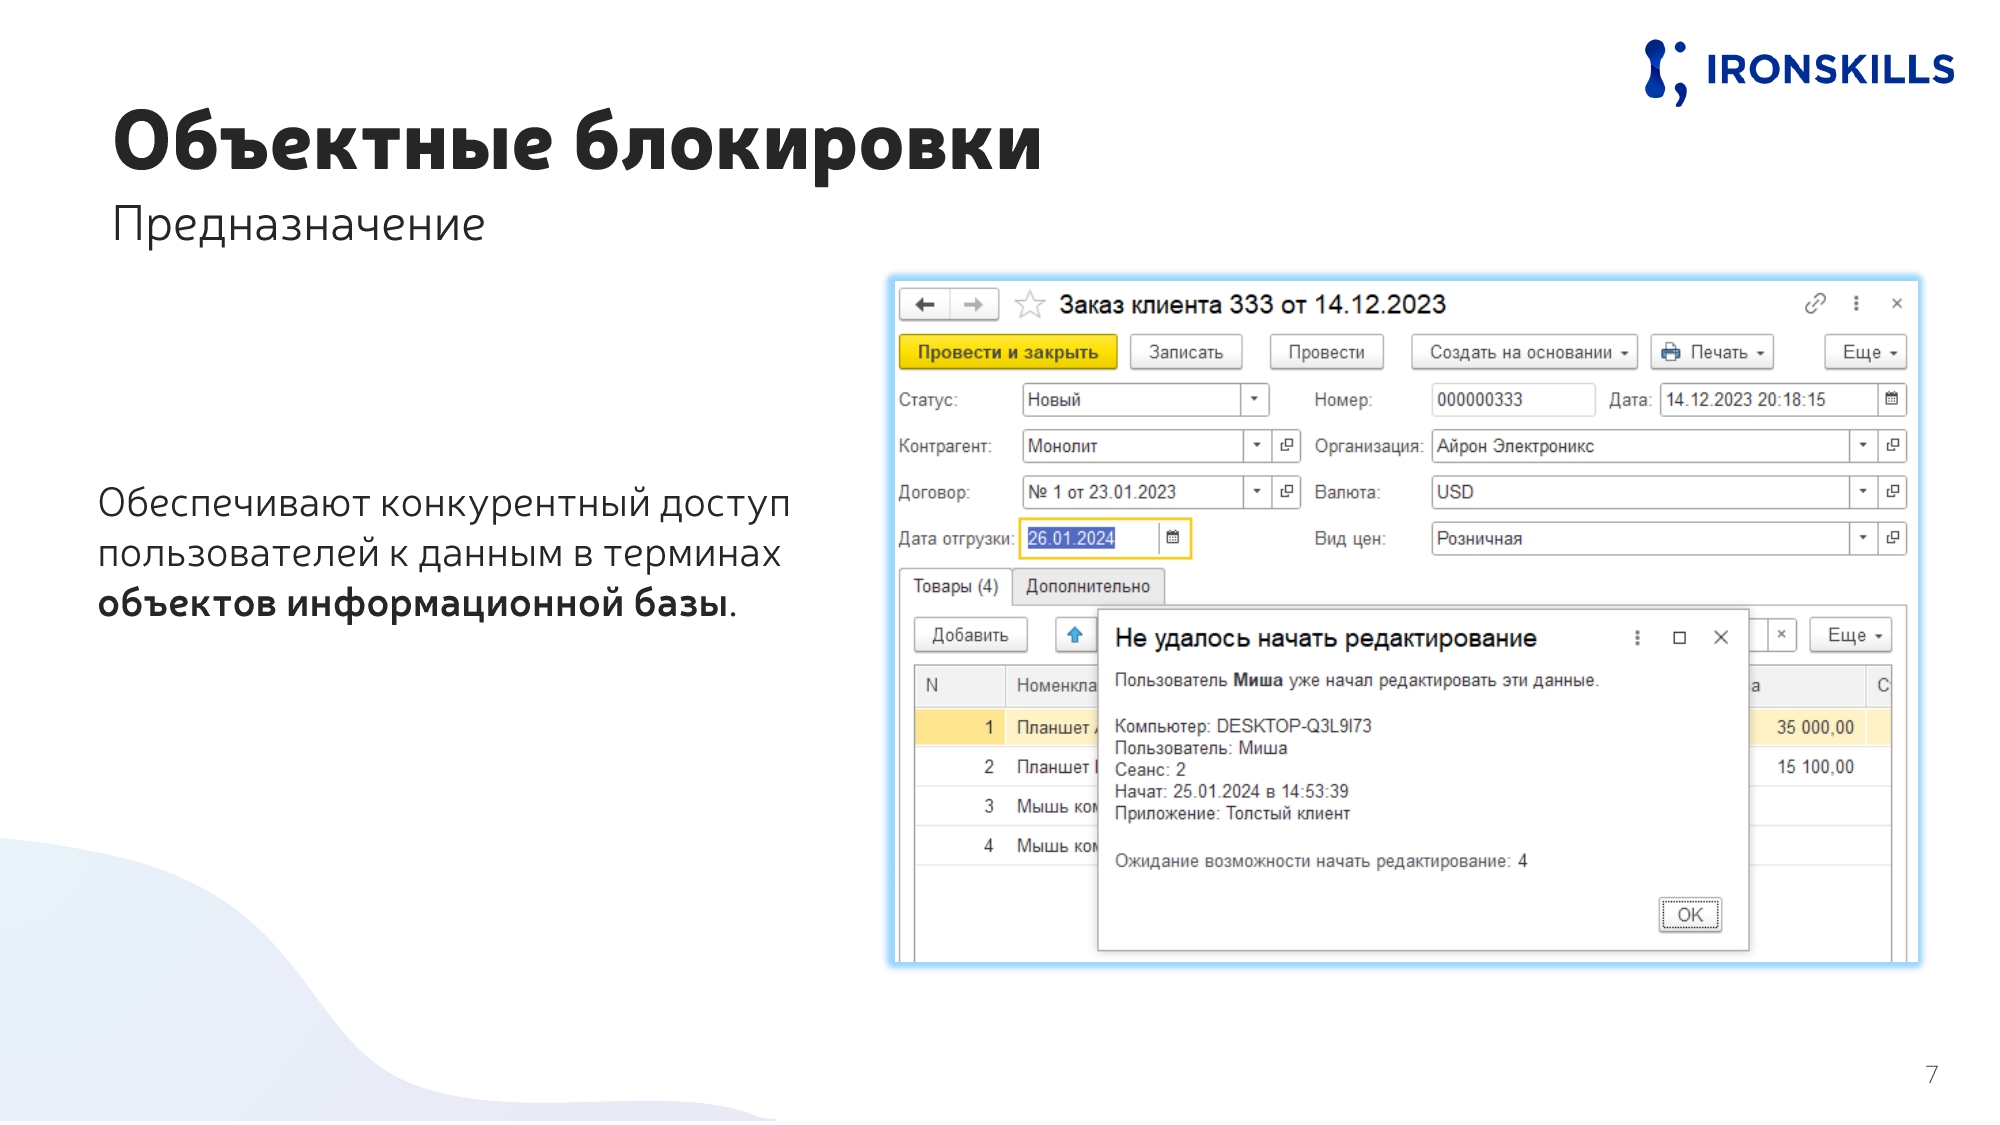 IRONSKILLS
Объектные блокировки
Предназначение
Обеспечивают конкурентный доступ
пользователей к данным в терминах
объектов информационной базы.
Заказ клиента 333 от 14.12.2023
Провести и закрыть Записать Провести Создать на основании Печать Еще
Статус: Новый Номер: 000000333 Дата: 14.12.2023 20:18:15
Контрагент: Монолит Организация: Айрон Электроникс
Договор: № 1 от 23.01.2023 Валюта: USD
Дата отгрузки: 26.01.2024 Вид цен: Розничная
Товары (4) Дополнительно
Добавить Еще
N
1 Планшет 35 000,00
2 Планшет 15 100,00
3 Мышь
4 Мышь
Не удалось начать редактирование
Пользователь Миша уже начал редактировать эти данные.
Компьютер: DESKTOP-Q3L9I73
Пользователь: Миша
Сеанс: 2
Начат: 25.01.2024 в 14:53:39
Приложение: Толстый клиент
Ожидание возможности начать редактирование: 4
OK
7